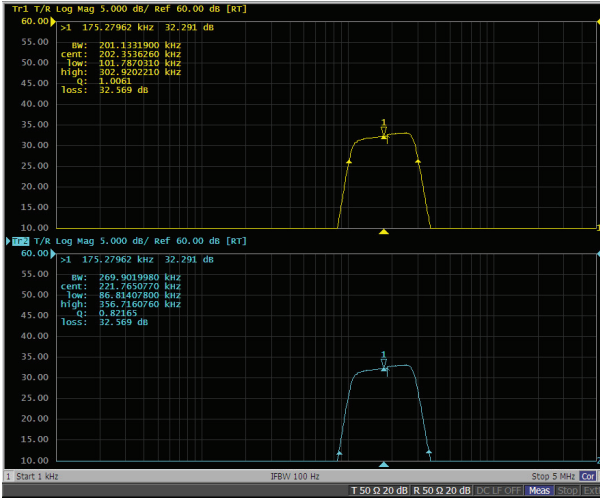 Tr1 T/R Log Mag 5.000 dB/ Ref 60.00 dB [RT]
60.00
>1 175.27962 kHz 32.291 dB
55.00
BW: 201.1331900 kHz
cent: 202.3536260 kHz
50.00
low: 101.7870310 kHz
high: 302.9202210 kHz
45.00
Q: 1.0061
loss: 32.569 dB
40.00
35.00
1
30.00
25.00
20.00
15.00
10.00
1
Tr2 T/R Log Mag 5.000 dB/ Ref 60.00 dB [RT]
60.00
>1 175.27962 kHz 32.291 dB
55.00
BW: 269.9019980 kHz
cent: 221.7650770 kHz
50.00
low: 86.81407800 kHz
high: 356.7160760 kHz
45.00
Q: 0.82165
loss: 32.569 dB
40.00
35.00
1
30.00
25.00
20.00
15.00
10.00
2
1 Start 1 kHz IFBW 100 Hz Stop 5 MHz Cor
T 50 Ω 20 dB R 50 Ω 20 dB DC LF OFF Meas Stop Ext